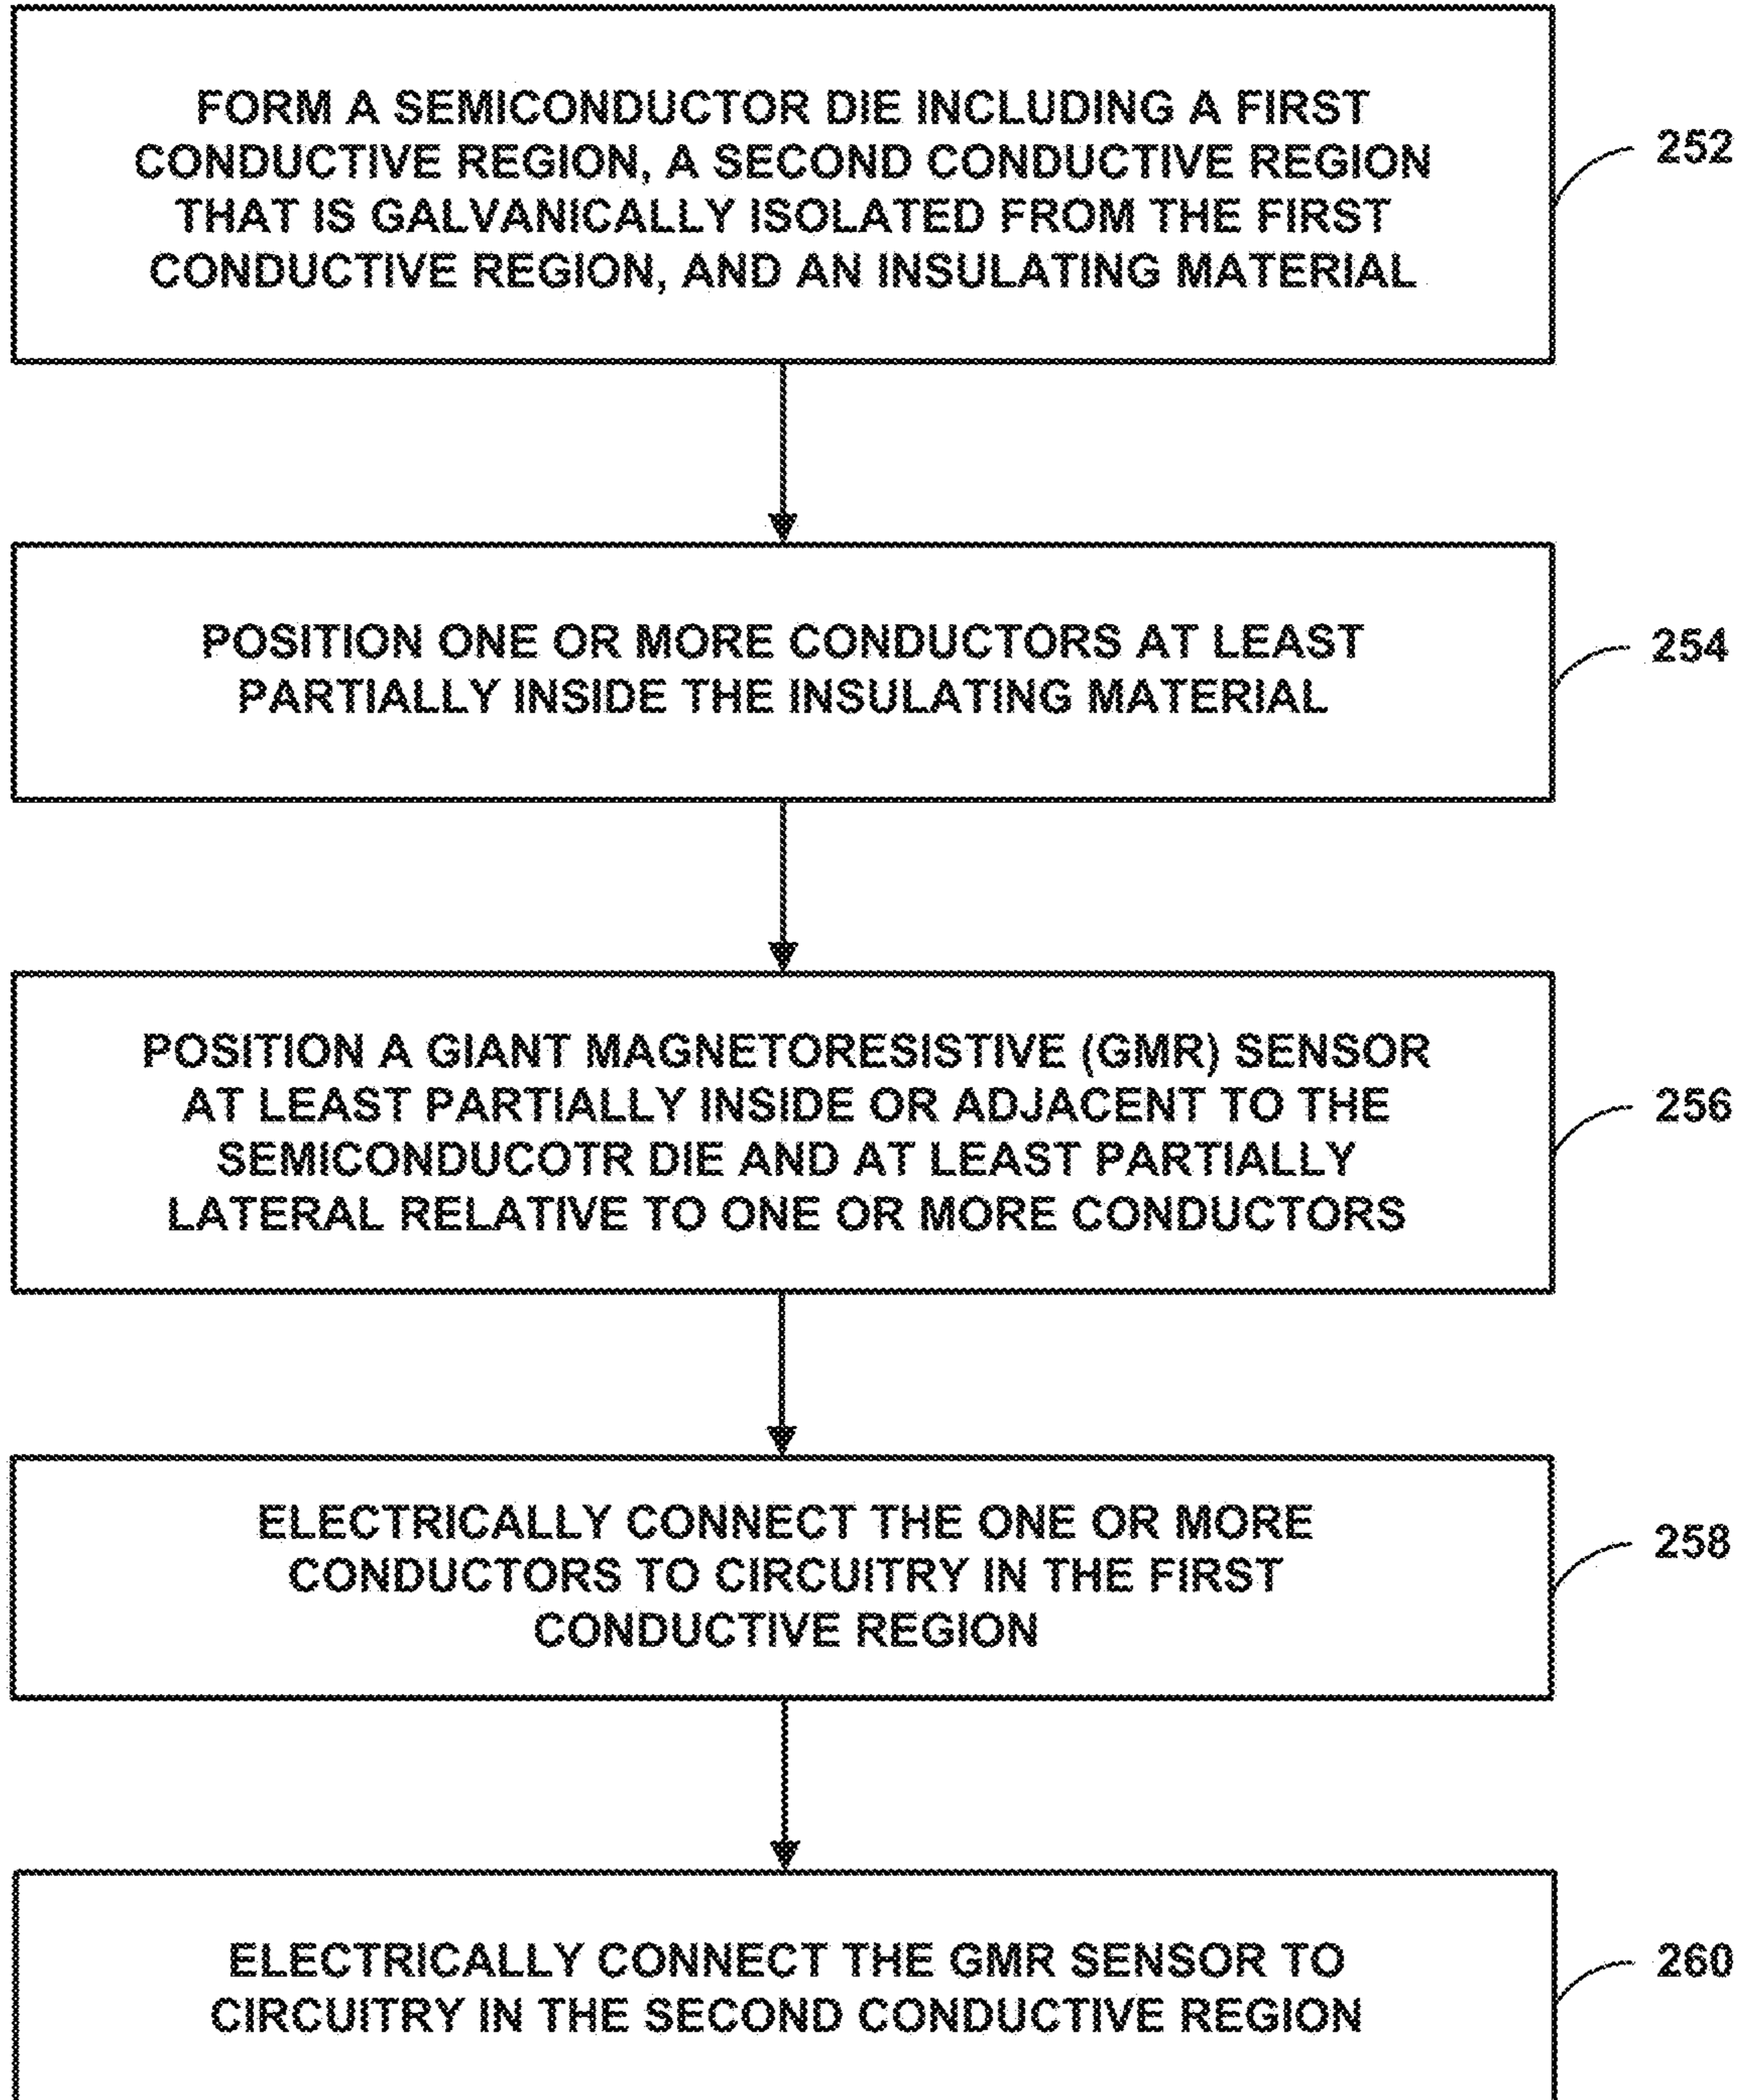 FORM A SEMICONDUCTOR DIE INCLUDING A FIRST
CONDUCTIVE REGION, A SECOND CONDUCTIVE REGION
THAT IS GALVANICALLY ISOLATED FROM THE FIRST
CONDUCTIVE REGION, AND AN INSULATING MATERIAL
252
POSITION ONE OR MORE CONDUCTORS AT LEAST
PARTIALLY INSIDE THE INSULATING MATERIAL
254
POSITION A GIANT MAGNETORESISTIVE (GMR) SENSOR
AT LEAST PARTIALLY INSIDE OR ADJACENT TO THE
SEMICONDUCOTR DIE AND AT LEAST PARTIALLY
LATERAL RELATIVE TO ONE OR MORE CONDUCTORS
256
ELECTRICALLY CONNECT THE ONE OR MORE
CONDUCTORS TO CIRCUITRY IN THE FIRST
CONDUCTIVE REGION
258
ELECTRICALLY CONNECT THE GMR SENSOR TO
CIRCUITRY IN THE SECOND CONDUCTIVE REGION
260